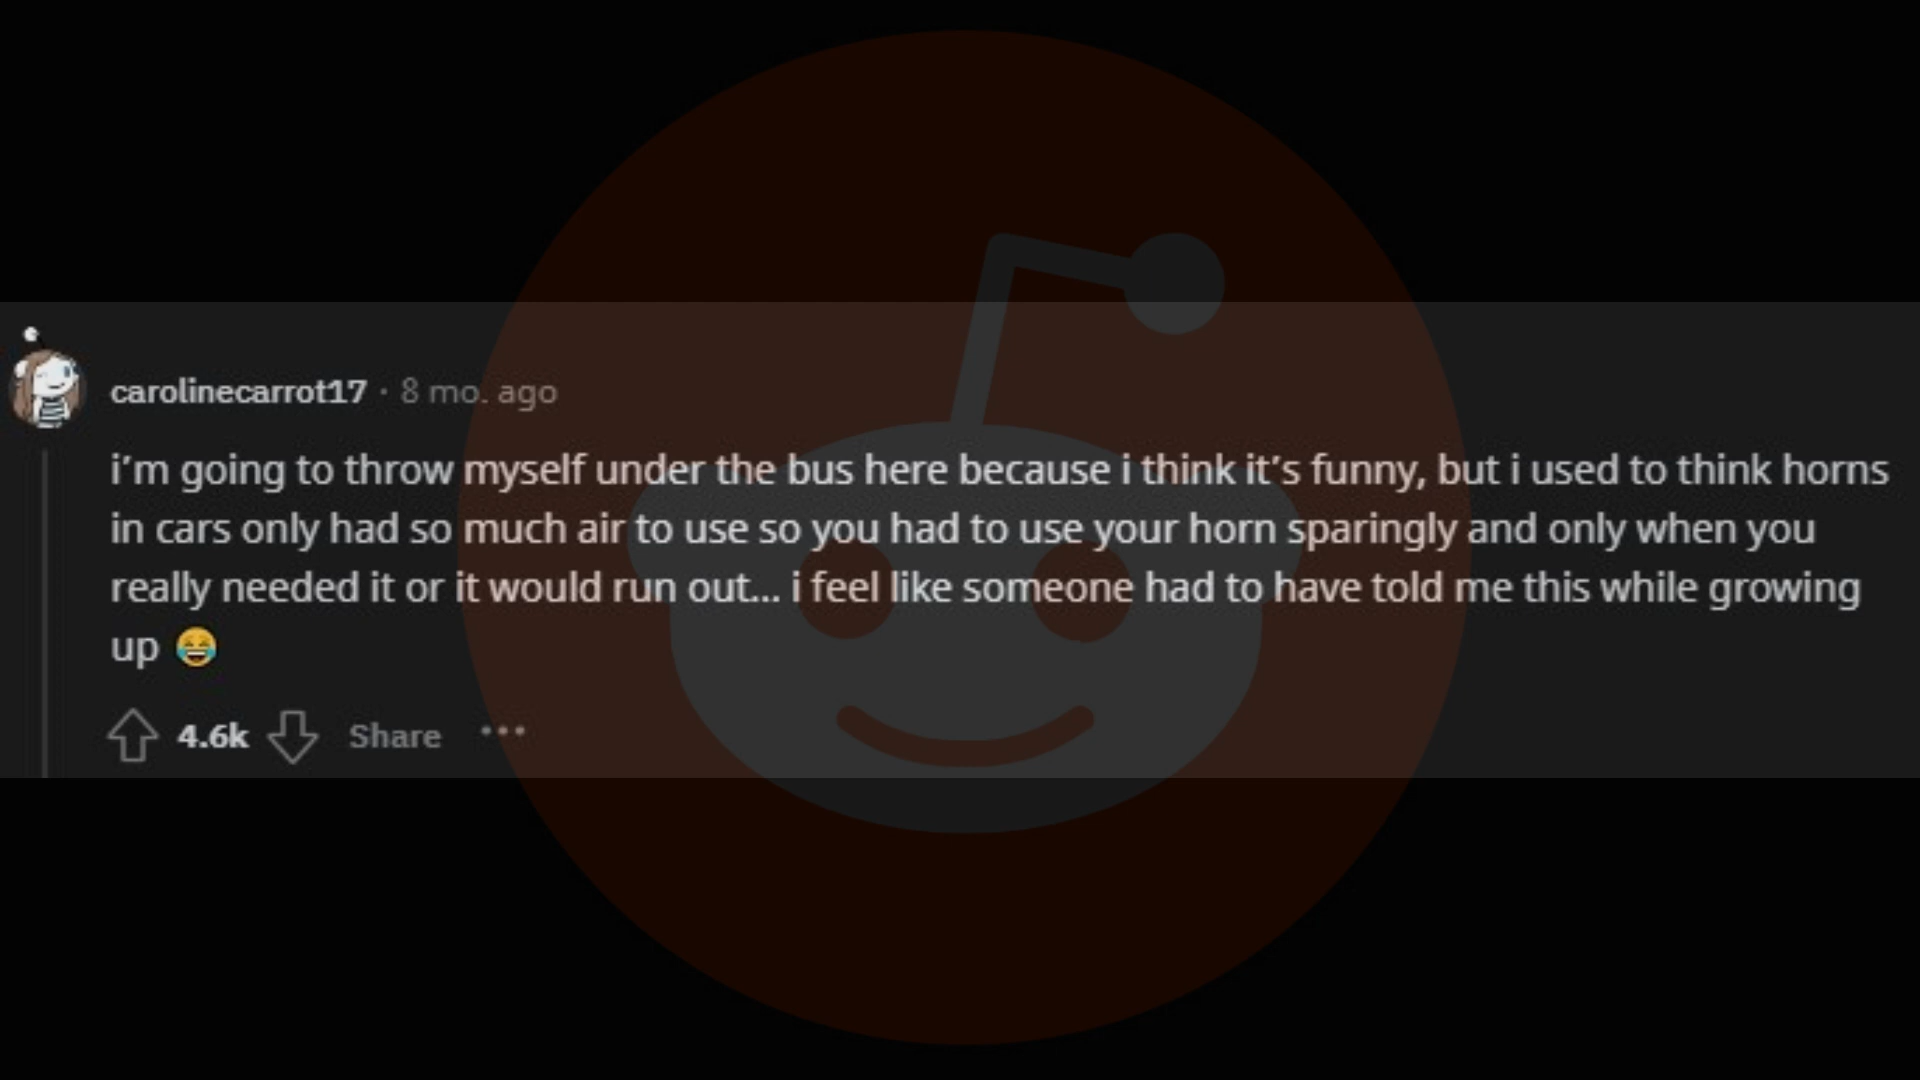 carolinecarrot17 · 8 mo. ago
i’m going to throw myself under the bus here because i think it’s funny, but i used to think horns
in cars only had so much air to use so you had to use your horn sparingly and only when you
really needed it or it would run out... i feel like someone had to have told me this while growing
up 😂
4.6k Share ...